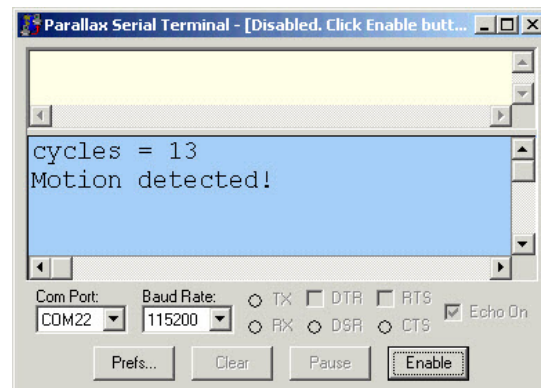 Parallax Serial Terminal - [Disabled. Click Enable butt...
cycles = 13
Motion detected!
Com Port:
Baud Rate:
TX
DTR
RTS
COM22
115200
Echo On
RX
DSR
CTS
Prefs...
Clear
Pause
Enable